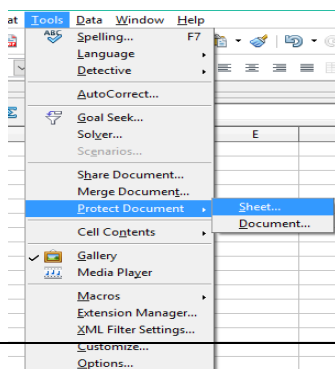 at Tools Data Window Help
ABC Spelling... F7
Language
Detective
AutoCorrect...
Goal Seek...
Solver...
E
Scenarios...
Share Document...
Merge Document...
Protect Document Sheet...
Document...
Cell Contents
Gallery
Media Player
Macros
Extension Manager...
XML Filter Settings...
Customize...
Options...